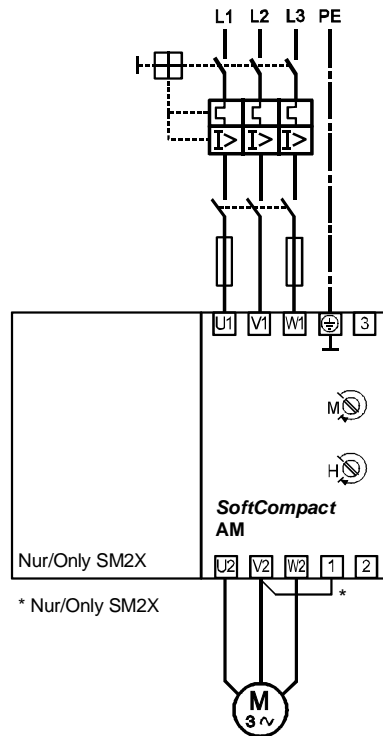 L1 L2 L3 PE
I> I> I>
U1 V1 W1 3
M
H
SoftCompact
AM
Nur/Only SM2X
U2 V2 W2 1 2
*
* Nur/Only SM2X
M
3 ~